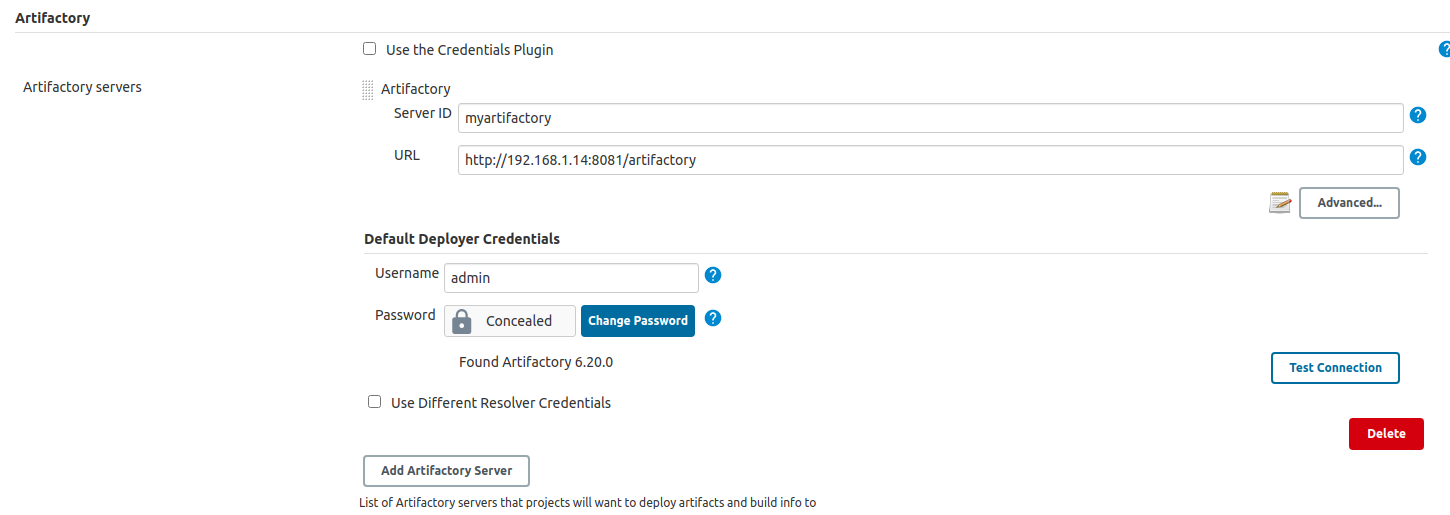 Artifactory
Use the Credentials Plugin
?
Artifactory servers
Artifactory
Server ID
myartifactory
?
URL
http://192.168.1.14:8081/artifactory
?
Advanced...
Default Deployer Credentials
Username
admin
?
Password
Concealed
Change Password
?
Found Artifactory 6.20.0
Test Connection
Use Different Resolver Credentials
Delete
Add Artifactory Server
List of Artifactory servers that projects will want to deploy artifacts and build info to